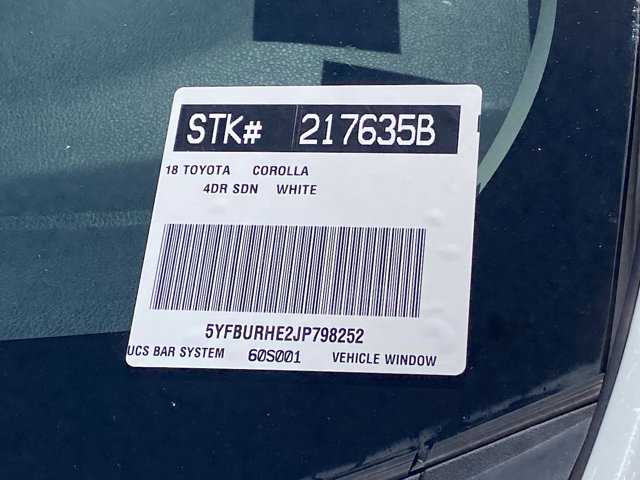 STK# 217635B
18 TOYOTA COROLLA
4DR SDN WHITE
5YFBURHE2JP798252
UCS BAR SYSTEM 60S001 VEHICLE WINDOW